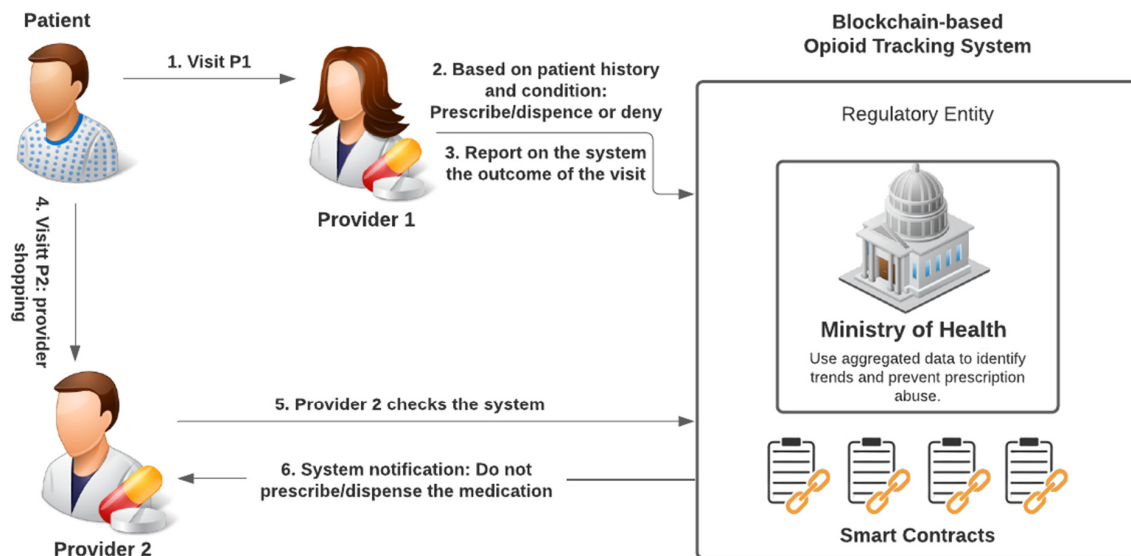 Patient
1. Visit P1
Provider 1
2. Based on patient history
and condition:
Prescribe/dispence or deny
3. Report on the system
the outcome of the visit
4. Visitt P2: provider
shopping
Provider 2
5. Provider 2 checks the system
6. System notification: Do not
prescribe/dispense the medication
Blockchain-based
Opioid Tracking System
Regulatory Entity
Ministry of Health
Use aggregated data to identify
trends and prevent prescription
abuse.
Smart Contracts